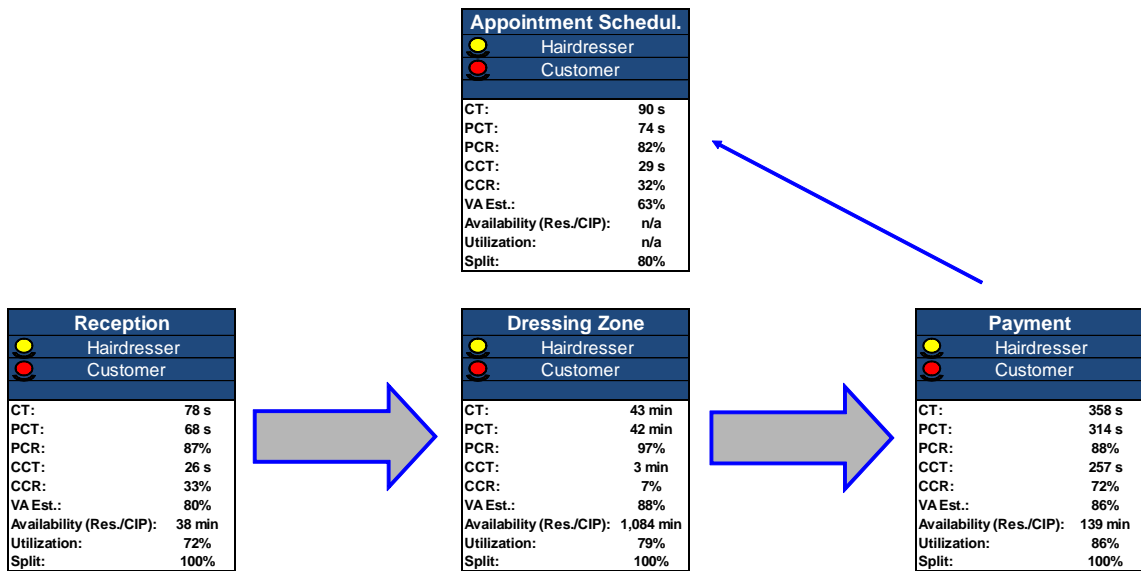 Appointment Schedul.
Hairdresser
Customer
CT: 90 s
PCT: 74 s
PCR: 82%
CCT: 29 s
CCR: 32%
VA Est.: 63%
Availability (Res./CIP): n/a
Utilization: n/a
Split: 80%
Reception
Hairdresser
Customer
CT: 78 s
PCT: 68 s
PCR: 87%
CCT: 26 s
CCR: 33%
VA Est.: 80%
Availability (Res./CIP): 38 min
Utilization: 72%
Split: 100%
Dressing Zone
Hairdresser
Customer
CT: 43 min
PCT: 42 min
PCR: 97%
CCT: 3 min
CCR: 7%
VA Est.: 88%
Availability (Res./CIP): 1,084 min
Utilization: 79%
Split: 100%
Payment
Hairdresser
Customer
CT: 358 s
PCT: 314 s
PCR: 88%
CCT: 257 s
CCR: 72%
VA Est.: 86%
Availability (Res./CIP): 139 min
Utilization: 86%
Split: 100%